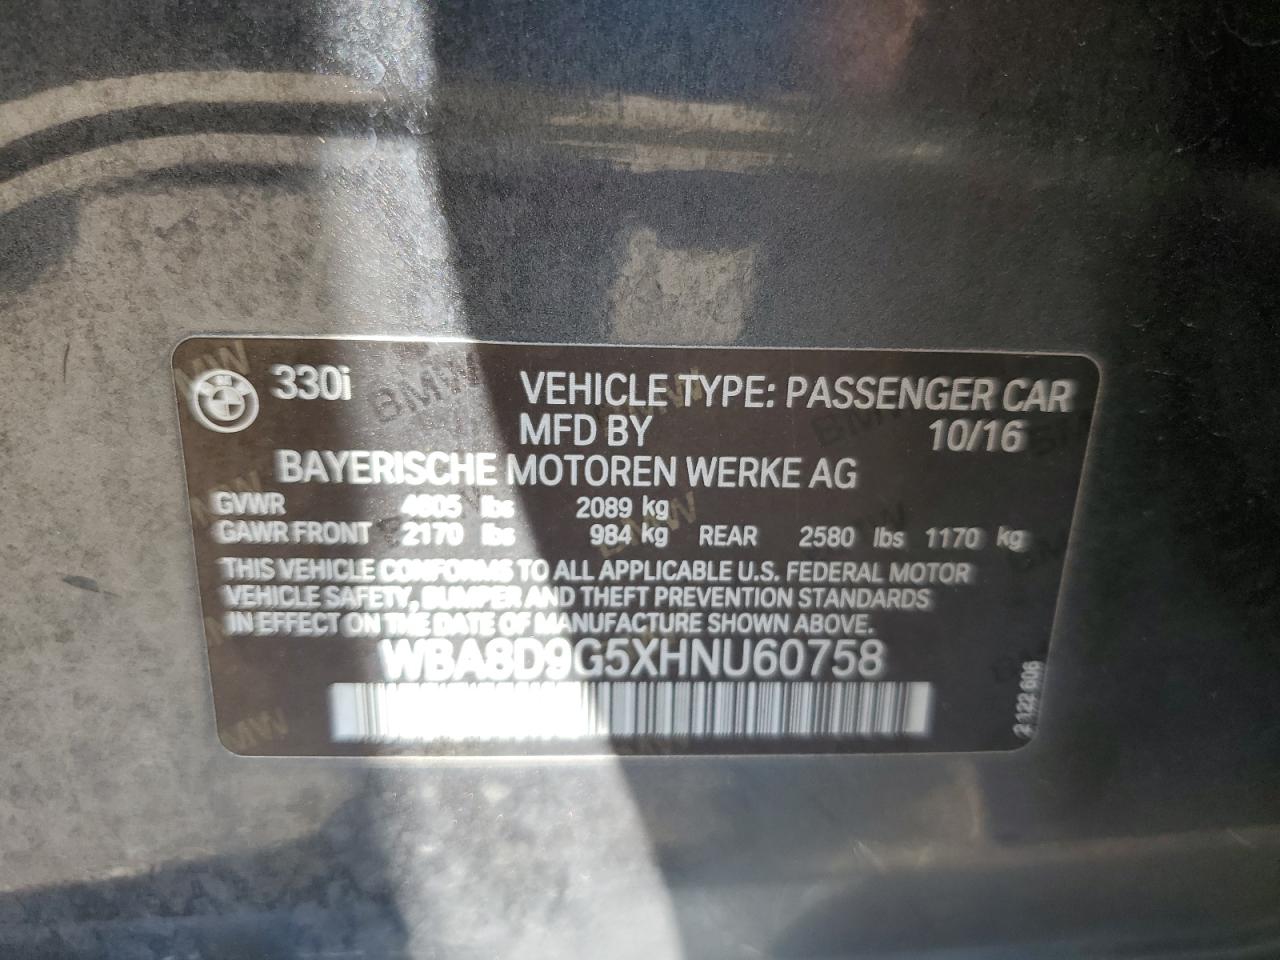 330i
VEHICLE TYPE: PASSENGER CAR
MFD BY 10/16
BAYERISCHE MOTOREN WERKE AG
GVWR 4605 lbs 2089 kg
GAWR FRONT 2170 lbs 984 kg REAR 2580 lbs 1170 kg
THIS VEHICLE CONFORMS TO ALL APPLICABLE U.S. FEDERAL MOTOR
VEHICLE SAFETY, BUMPER AND THEFT PREVENTION STANDARDS
IN EFFECT ON THE DATE OF MANUFACTURE SHOWN ABOVE.
WBA8D9G5XHNU60758
2 122 606